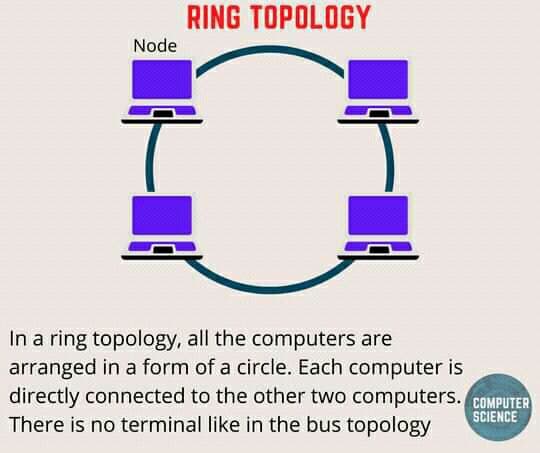 RING TOPOLOGY
Node
In a ring topology, all the computers are
arranged in a form of a circle. Each computer is
directly connected to the other two computers.
There is no terminal like in the bus topology
COMPUTER
SCIENCE